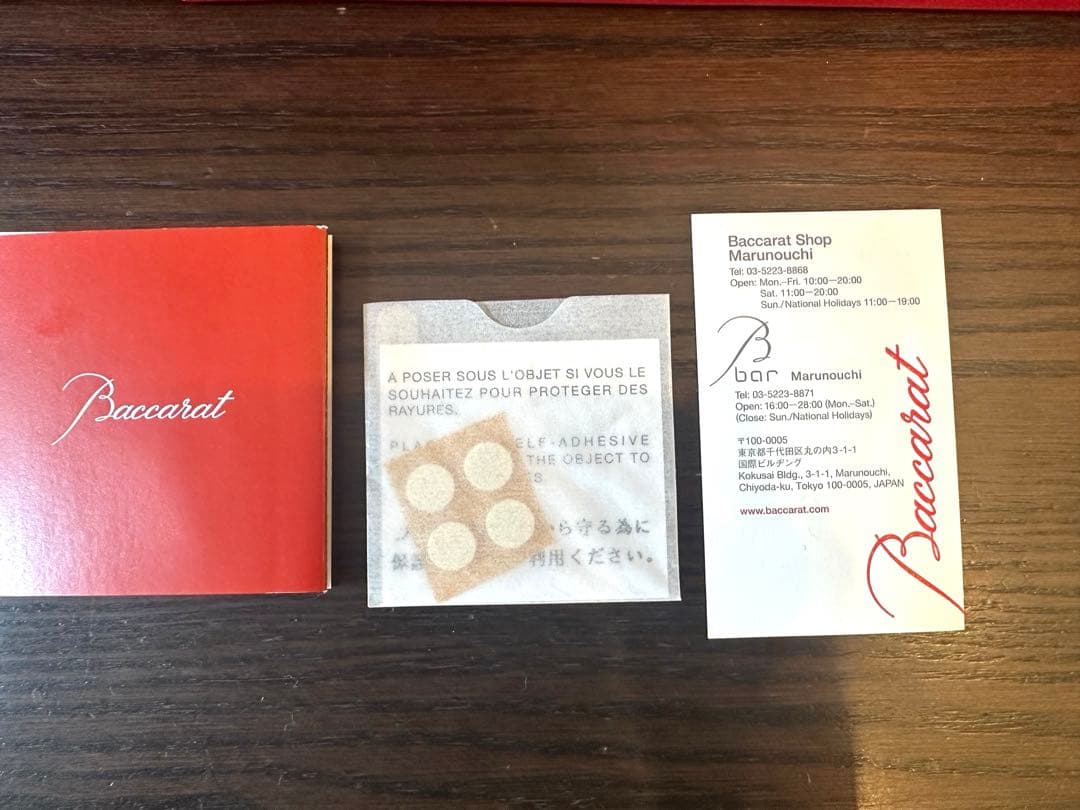 Baccarat
A POSER SOUS L'OBJET SI VOUS LE
SOUHAITEZ POUR PROTEGER DES
RAYURES.
THE OBJECT TO
から守る為に
利用ください。
Baccarat Shop
Marunouchi
Tel: 03-5223-8868
Open: Mon.-Fri. 10:00―20:00
Sat. 11:00―20:00
Sun./National Holidays 11:00―19:00
B
bar Marunouchi
Tel: 03-5223-8871
Open: 16:00―28:00 (Mon.-Sat.)
(Close: Sun./National Holidays)
〒100-0005
東京都千代田区丸の内3-1-1
国際ビルヂング
Kokusai Bldg., 3-1-1, Marunouchi,
Chiyoda-ku, Tokyo 100-0005, JAPAN
www.baccarat.com
Baccarat